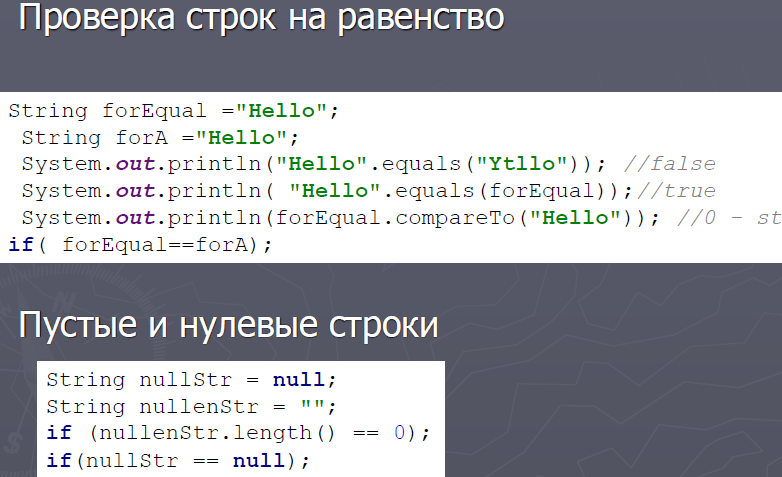 Проверка строк на равенство
String forEqual ="Hello";
String forA ="Hello";
System.out.println("Hello".equals("Ytllo")); //false
System.out.println( "Hello".equals(forEqual));//true
System.out.println(forEqual.compareTo("Hello")); //0 – st
if( forEqual==forA);
Пустые и нулевые строки
String nullStr = null;
String nullenStr = "";
if (nullenStr.length() == 0);
if(nullStr == null);